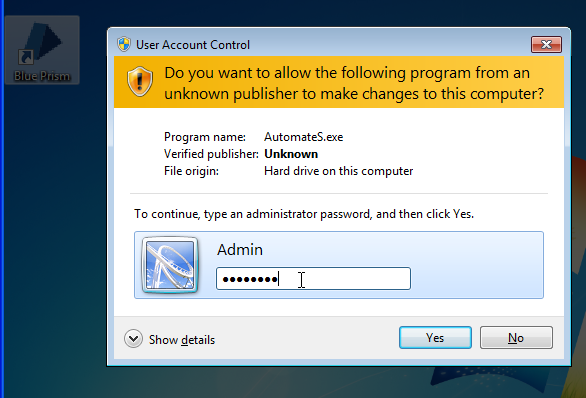 Blue Prism
User Account Control
Do you want to allow the following program from an
unknown publisher to make changes to this computer?
Program name: AutomateS.exe
Verified publisher: Unknown
File origin: Hard drive on this computer
To continue, type an administrator password, and then click Yes.
Admin
●●●●●●●●
Show details
Yes
No